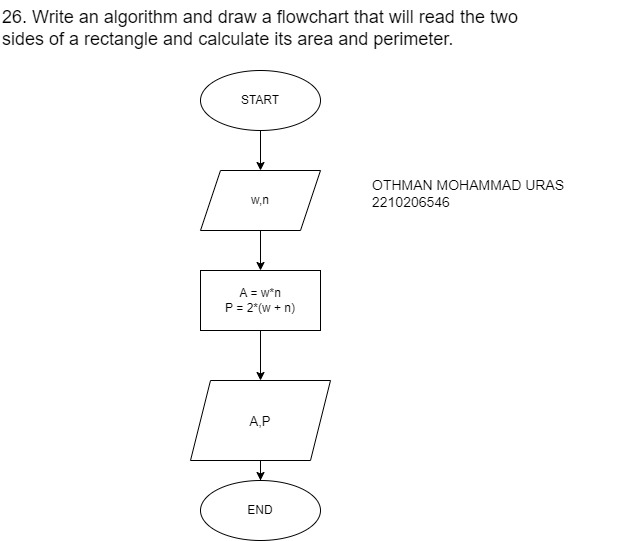 26. Write an algorithm and draw a flowchart that will read the two
sides of a rectangle and calculate its area and perimeter.
START
w,n
OTHMAN MOHAMMAD URAS
2210206546
A = w*n
P = 2*(w + n)
A,P
END